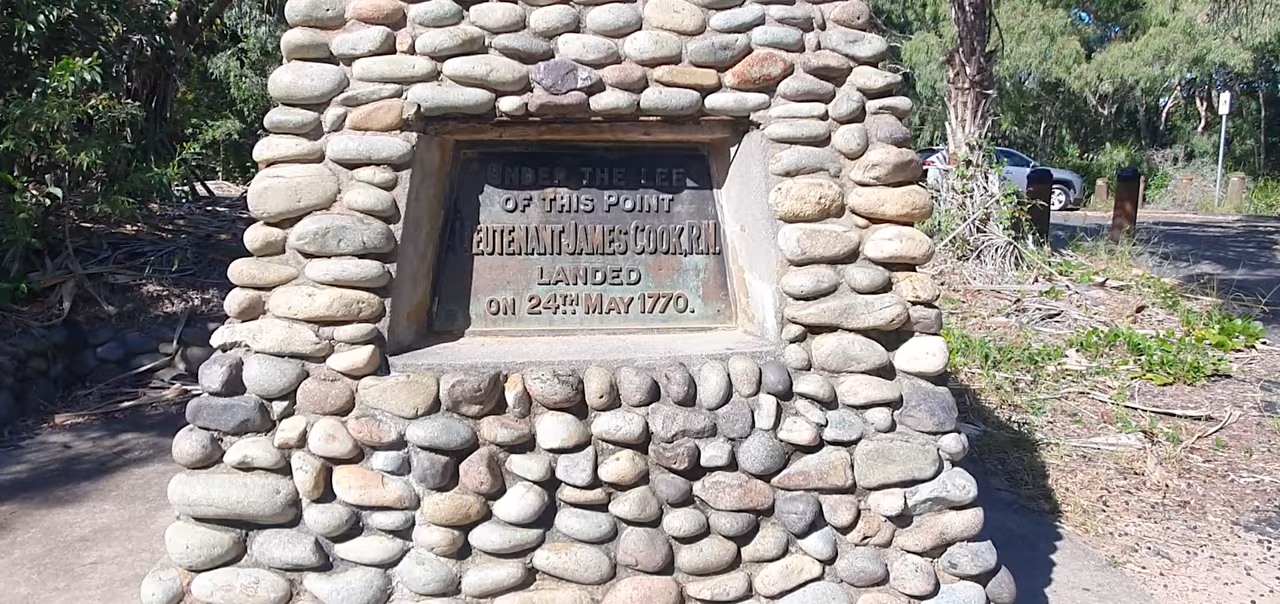 UNDER THE LEE
OF THIS POINT
LIEUTENANT JAMES COOK, R.N.
LANDED
ON 24TH MAY 1770.